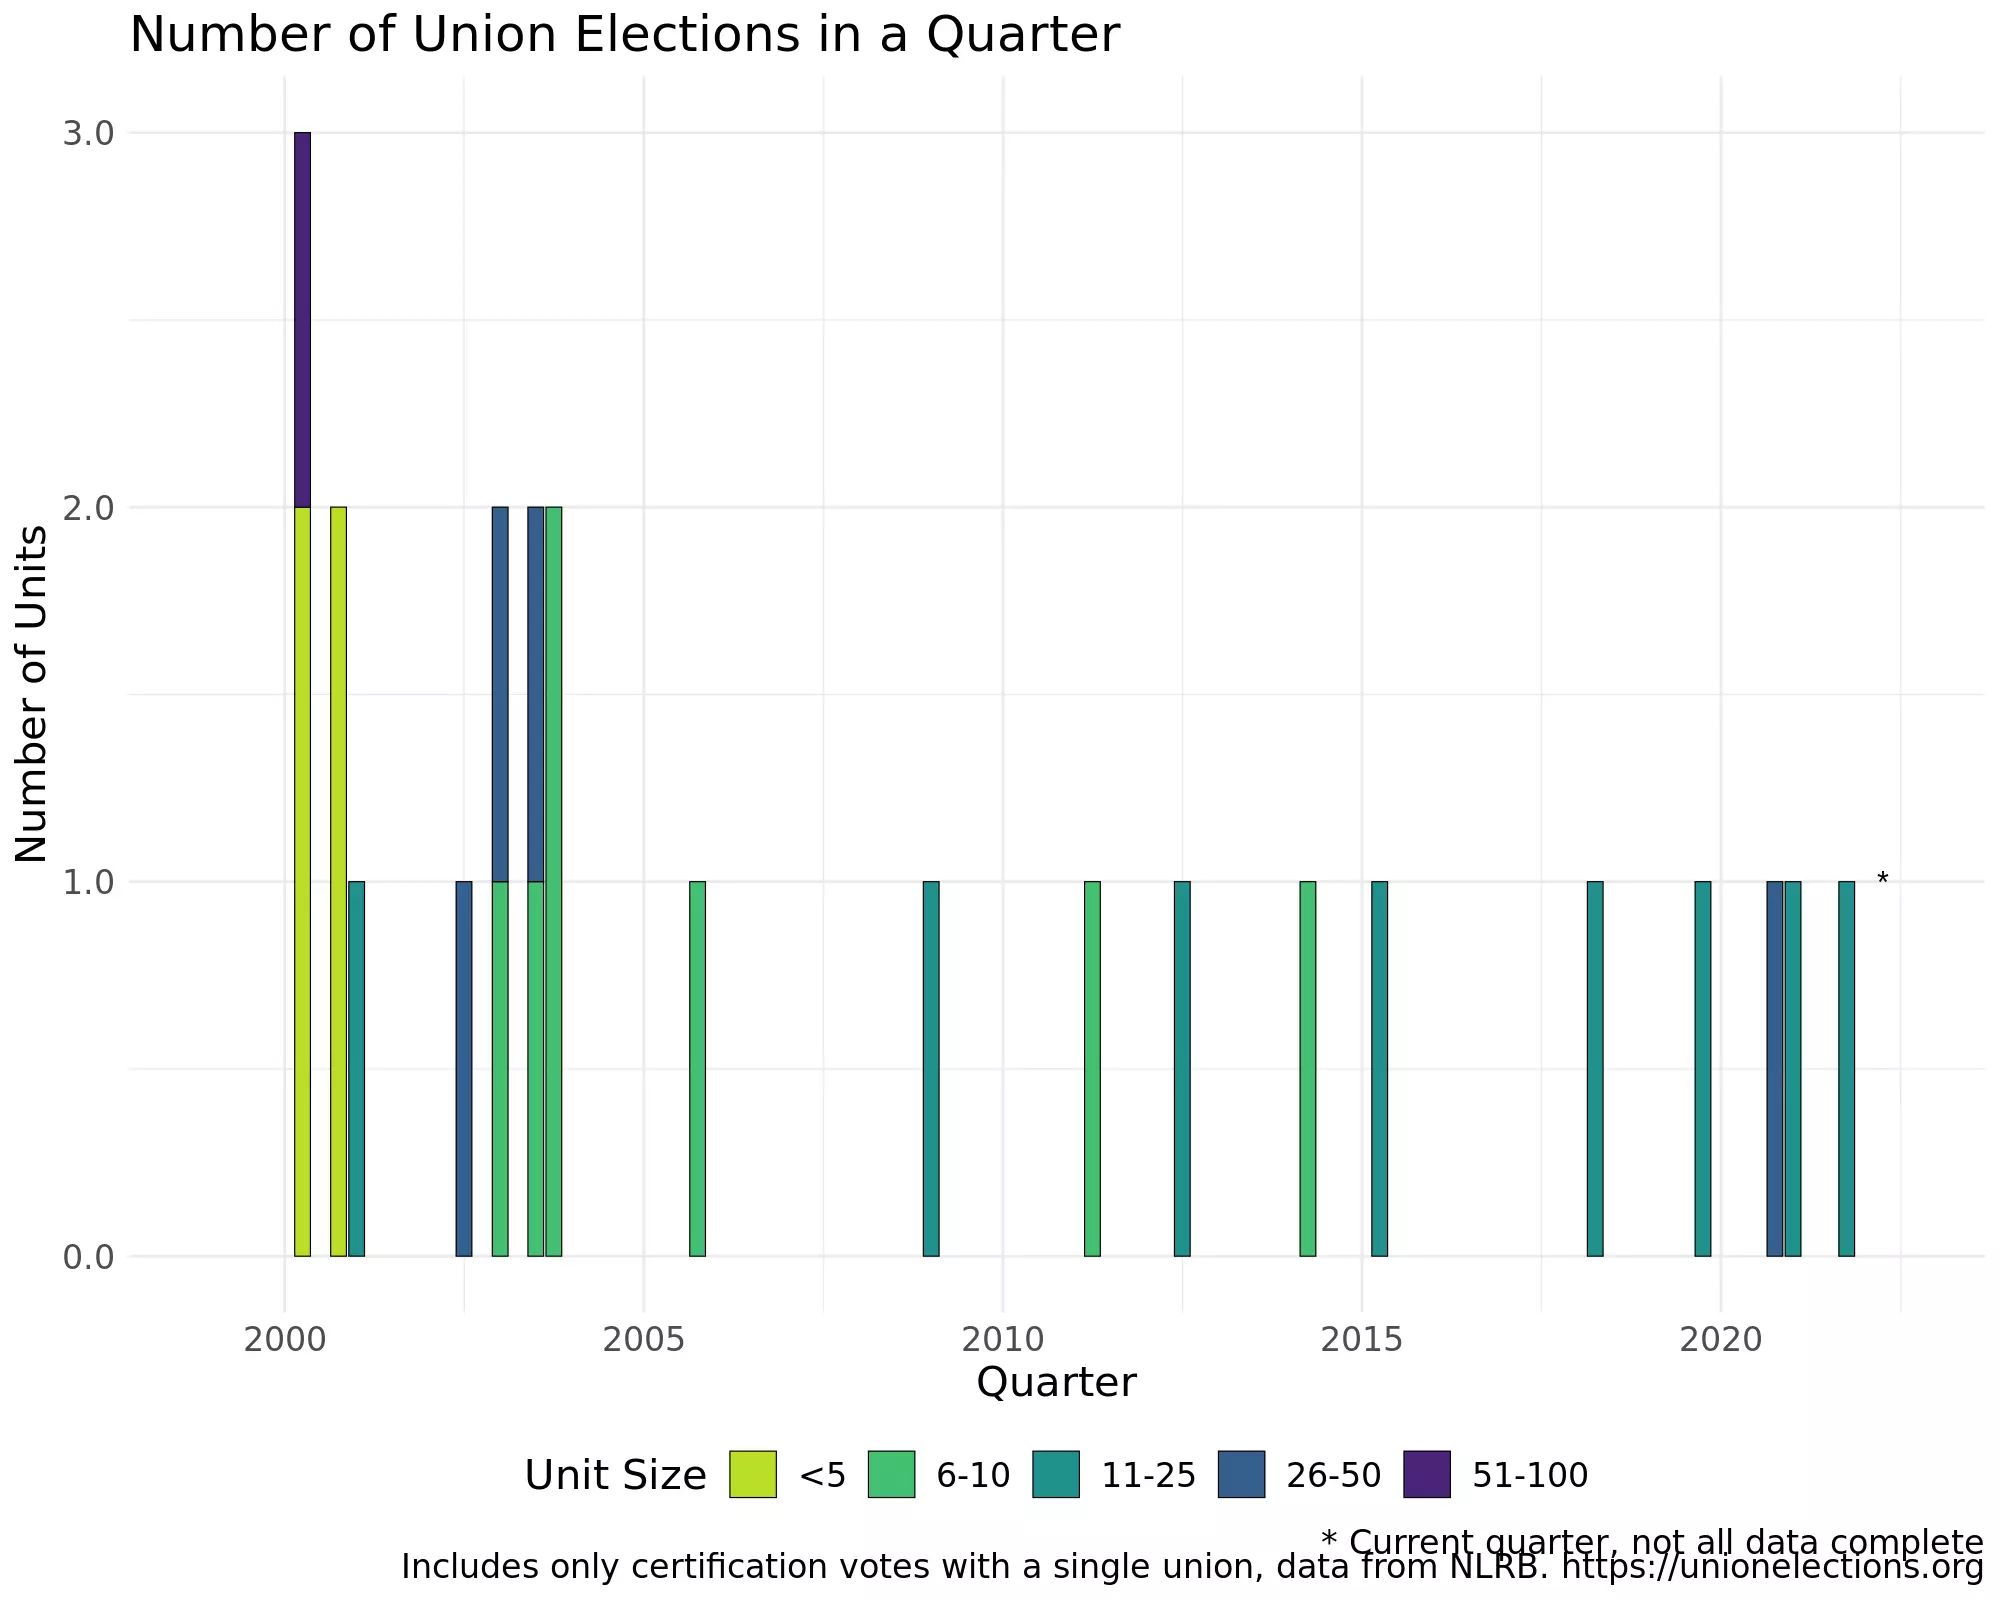 Number of Union Elections in a Quarter
3.0
2.0
1.0
0.0
Number of Units
*
2000 2005 2010 2015 2020
Quarter
Unit Size <5 6-10 11-25 26-50 51-100
* Current quarter, not all data complete
Includes only certification votes with a single union, data from NLRB. https://unionelections.org